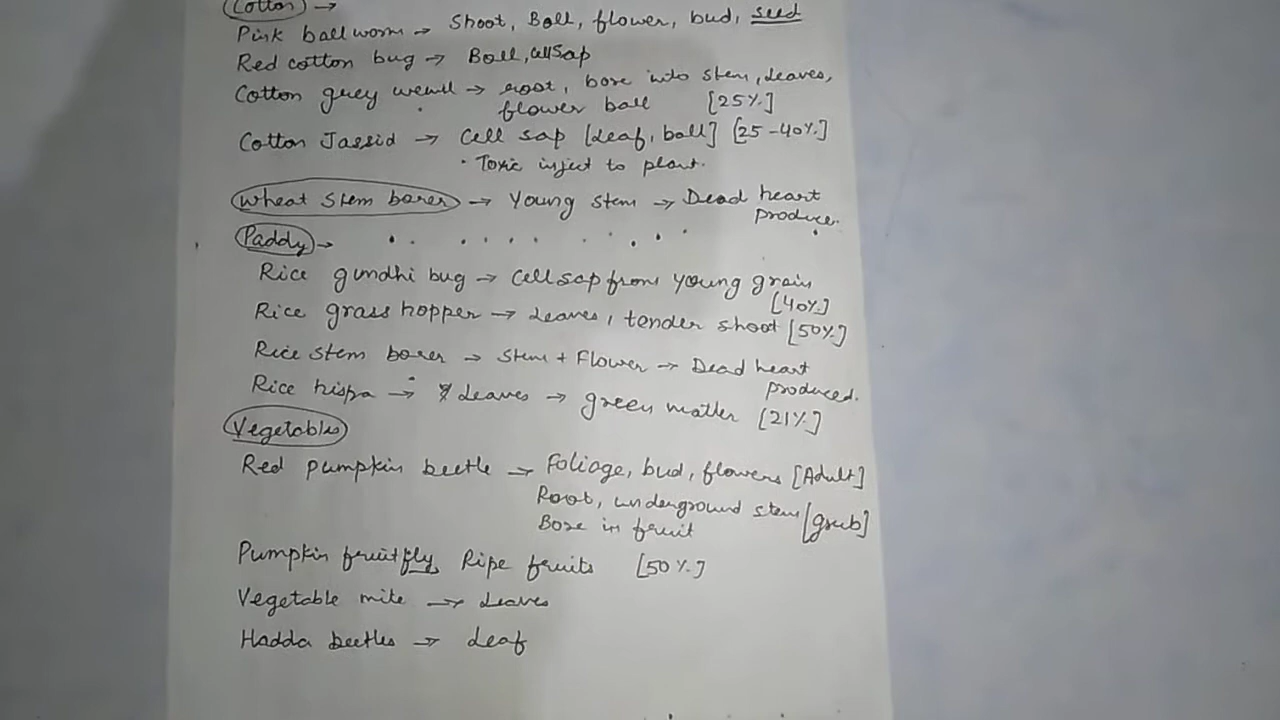 Cotton →
Pink ball worm → Shoot, Boll, flower, bud, seed
Red cotton bug → Boll, cell sap
Cotton grey weevil → root, bore into stem, leaves,
flower ball [25%]
Cotton Jassid → Cell sap [leaf, ball] [25-40%]
• Toxic inject to plant.
Wheat stem borer → Young stem → Dead heart
produce.
Paddy →
Rice gundhi bug → Cell sap from young grain
[40%]
Rice grass hopper → Leaves, tender shoot [50%]
Rice stem borer → Stem + Flower → Dead heart
produced.
Rice hispa → Leaves → green matter [21%]
Vegetables
Red pumpkin beetle → Foliage, bud, flowers [Adult]
Root, underground stem [grub]
Bore in fruit
Pumpkin fruitfly Ripe fruits [50%]
Vegetable mite → Leaves
Hadda beetles → Leaf